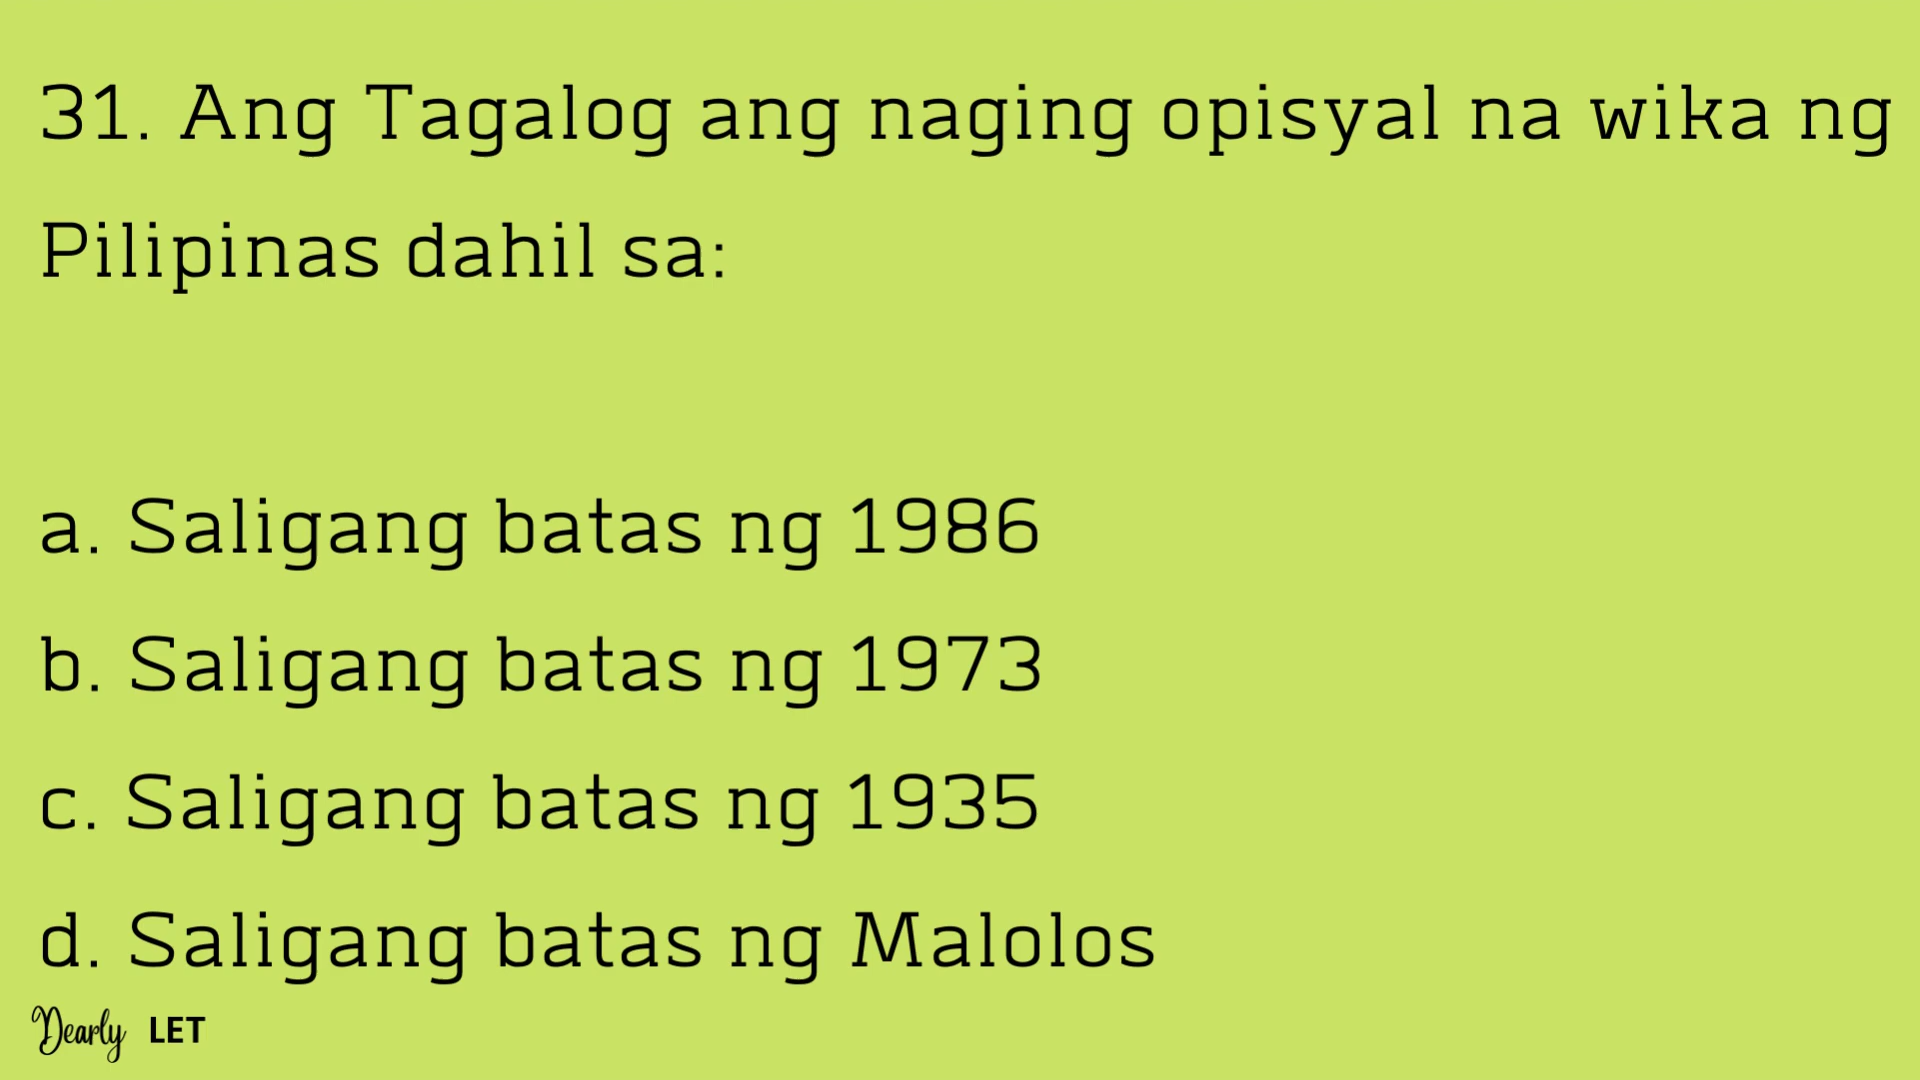 31. Ang Tagalog ang naging opisyal na wika ng
Pilipinas dahil sa:
a. Saligang batas ng 1986
b. Saligang batas ng 1973
c. Saligang batas ng 1935
d. Saligang batas ng Malolos
Dearly LET